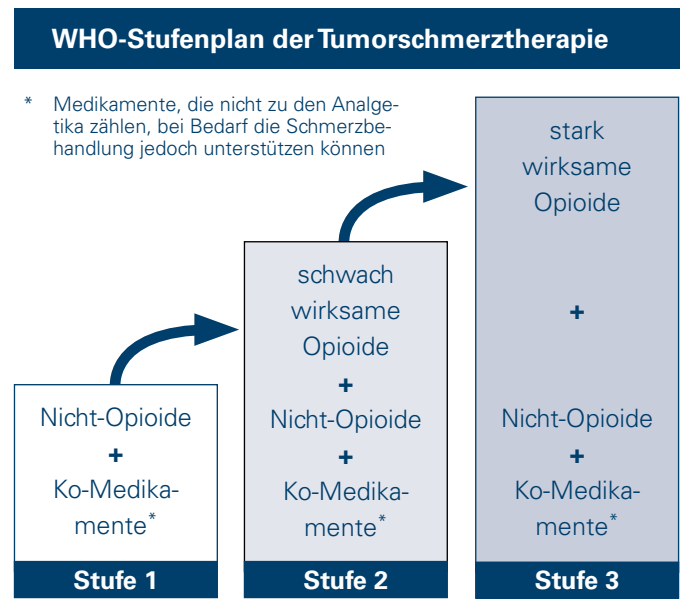 WHO-Stufenplan der Tumorschmerztherapie
* Medikamente, die nicht zu den Analge-
tika zählen, bei Bedarf die Schmerzbe-
handlung jedoch unterstützen können
Nicht-Opioide
+
Ko-Medika-
mente*
Stufe 1
schwach
wirksame
Opioide
+
Nicht-Opioide
+
Ko-Medika-
mente*
Stufe 2
stark
wirksame
Opioide
+
Nicht-Opioide
+
Ko-Medika-
mente*
Stufe 3